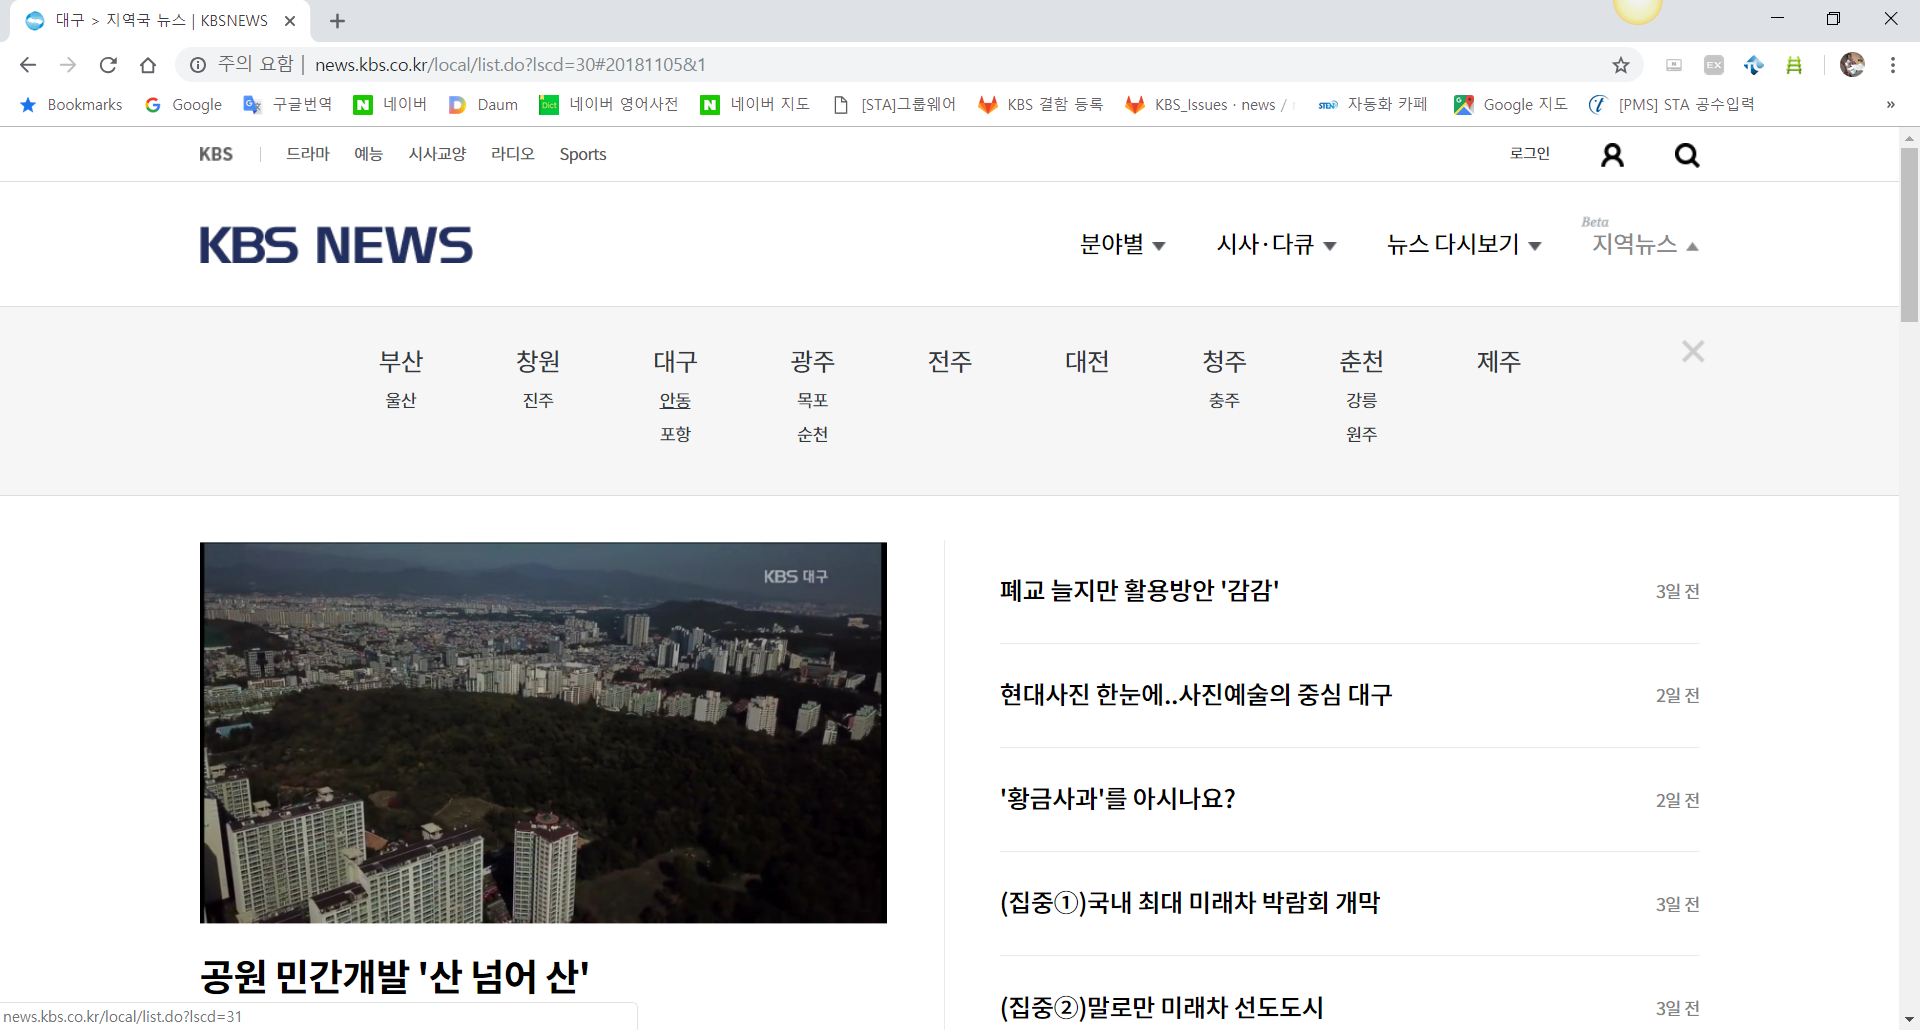 대구 > 지역국 뉴스 | KBSNEWS
주의 요함 | news.kbs.co.kr/local/list.do?lscd=30#20181105&1
Bookmarks Google 구글번역 네이버 Daum 네이버 영어사전 네이버 지도 [STA]그룹웨어 KBS 결함 등록 KBS_Issues · news / 자동화 카페 Google 지도 [PMS] STA 공수입력 »
KBS 드라마 예능 시사교양 라디오 Sports 로그인
Beta
KBS NEWS 분야별 시사·다큐 뉴스 다시보기 지역뉴스
부산 창원 대구 광주 전주 대전 청주 춘천 제주
울산 진주 안동 목포 충주 강릉
포항 순천 원주
KBS 대구
공원 민간개발 '산 넘어 산'
폐교 늘지만 활용방안 '감감' 3일 전
현대사진 한눈에..사진예술의 중심 대구 2일 전
'황금사과'를 아시나요? 2일 전
(집중①)국내 최대 미래차 박람회 개막 3일 전
(집중②)말로만 미래차 선도도시 3일 전
news.kbs.co.kr/local/list.do?lscd=31